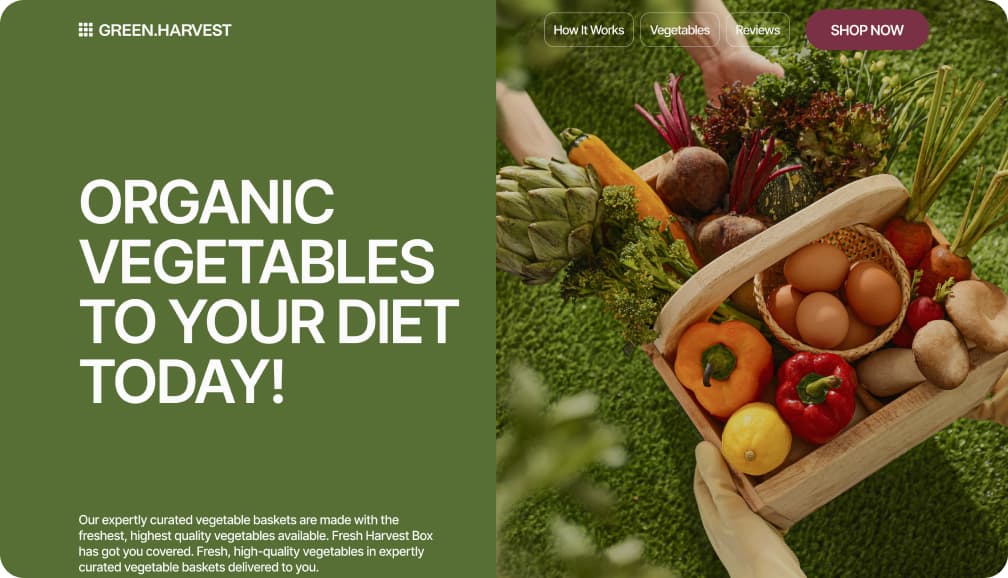 GREEN.HARVEST
How It Works
Vegetables
Reviews
SHOP NOW
ORGANIC
VEGETABLES
TO YOUR DIET
TODAY!
Our expertly curated vegetable baskets are made with the
freshest, highest quality vegetables available. Fresh Harvest Box
has got you covered. Fresh, high-quality vegetables in expertly
curated vegetable baskets delivered to you.